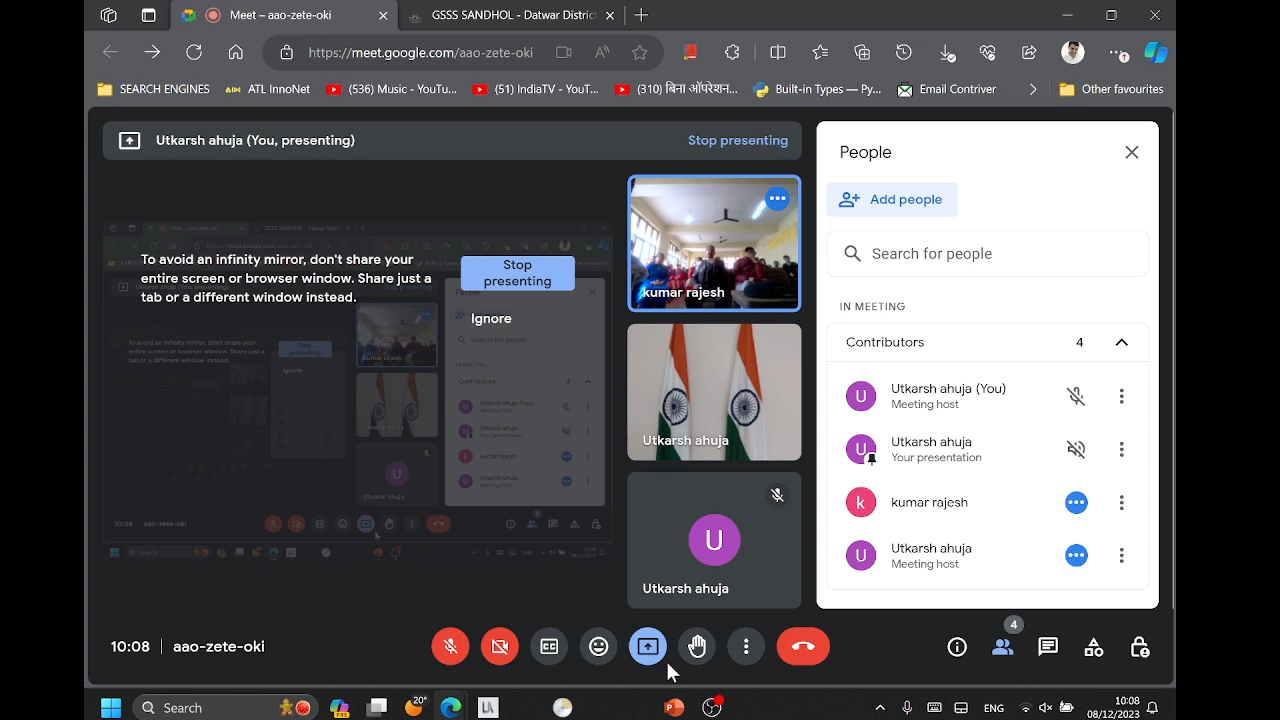 Meet – aao-zete-oki
GSSS SANDHOL - Datwar District
https://meet.google.com/aao-zete-oki
1
SEARCH ENGINES
ATL InnoNet
(536) Music - YouTu...
(51) IndiaTV - YouT...
(310) बिना ऑपरेशन...
Built-in Types — Py...
Email Contriver
Other favourites
Utkarsh ahuja (You, presenting)
Stop presenting
To avoid an infinity mirror, don't share your
entire screen or browser window. Share just a
tab or a different window instead.
Stop
presenting
Ignore
kumar rajesh
Utkarsh ahuja
U
Utkarsh ahuja
People
Add people
Search for people
IN MEETING
Contributors
4
U
Utkarsh ahuja (You)
Meeting host
U
Utkarsh ahuja
Your presentation
k
kumar rajesh
U
Utkarsh ahuja
Meeting host
10:08
aao-zete-oki
CC
4
Search
PRE
20°
ENG
10:08
08/12/2023